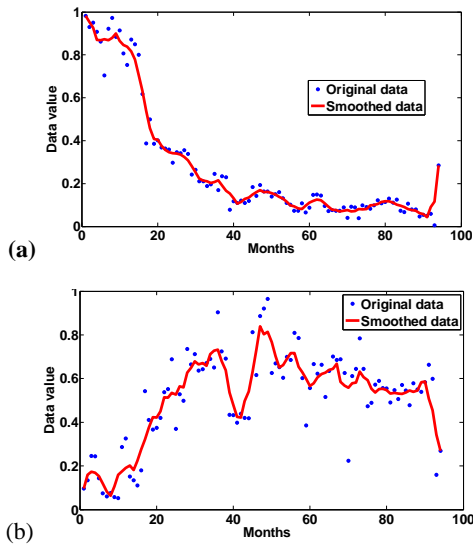 1
0.8
0.6
0.4
0.2
0
0 20 40 60 80 100
Data value
Months
Original data
Smoothed data
(a)
1
0.8
0.6
0.4
0.2
0
0 20 40 60 80 100
Data value
Months
Original data
Smoothed data
(b)